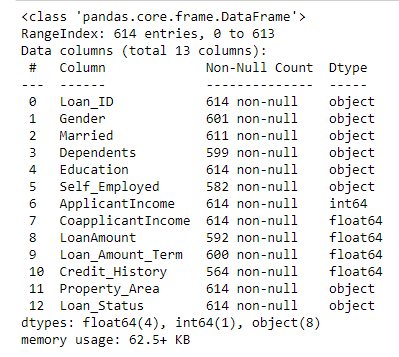 <class 'pandas.core.frame.DataFrame'>
RangeIndex: 614 entries, 0 to 613
Data columns (total 13 columns):
 #   Column             Non-Null Count  Dtype
---  ------             --------------  -----
 0   Loan_ID            614 non-null    object
 1   Gender             601 non-null    object
 2   Married            611 non-null    object
 3   Dependents         599 non-null    object
 4   Education          614 non-null    object
 5   Self_Employed      582 non-null    object
 6   ApplicantIncome    614 non-null    int64
 7   CoapplicantIncome  614 non-null    float64
 8   LoanAmount         592 non-null    float64
 9   Loan_Amount_Term   600 non-null    float64
 10  Credit_History     564 non-null    float64
 11  Property_Area      614 non-null    object
 12  Loan_Status        614 non-null    object
dtypes: float64(4), int64(1), object(8)
memory usage: 62.5+ KB